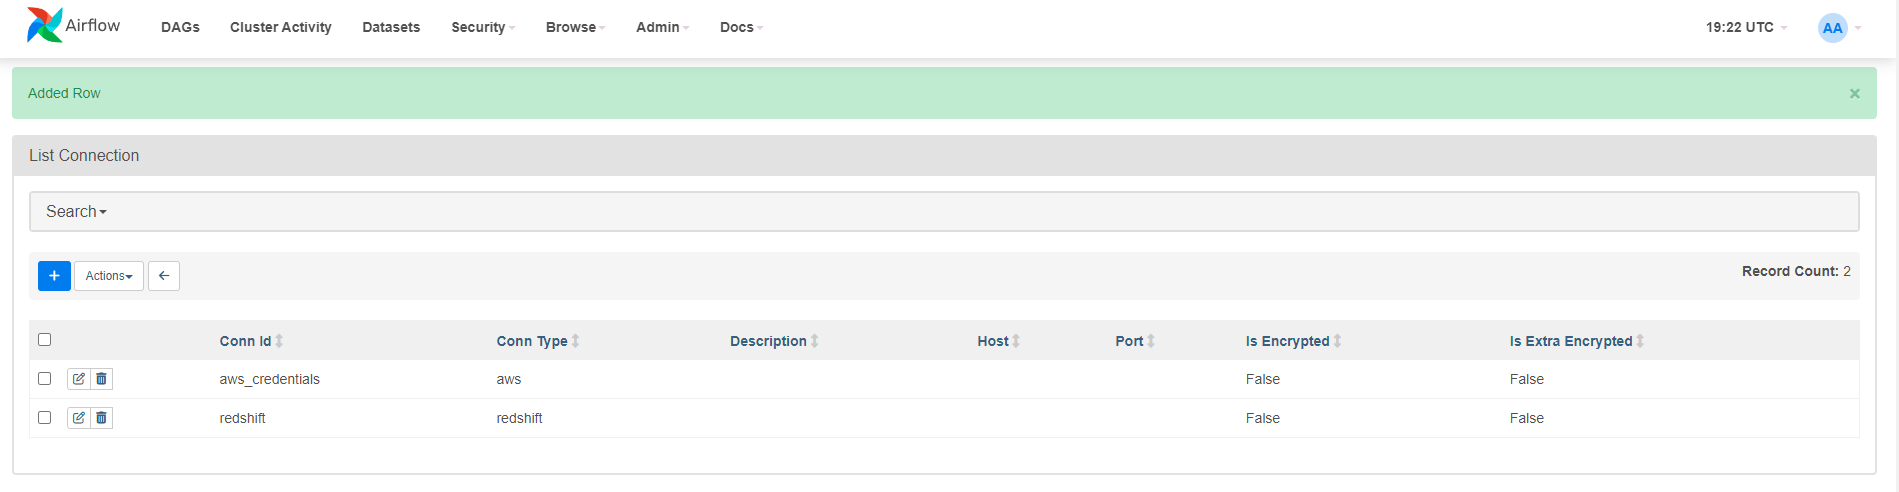 Airflow DAGs Cluster Activity Datasets Security Browse Admin Docs 19:22 UTC AA
Added Row ×
List Connection
Search
+ Actions Record Count: 2
Conn Id Conn Type Description Host Port Is Encrypted Is Extra Encrypted
aws_credentials aws False False
redshift redshift False False